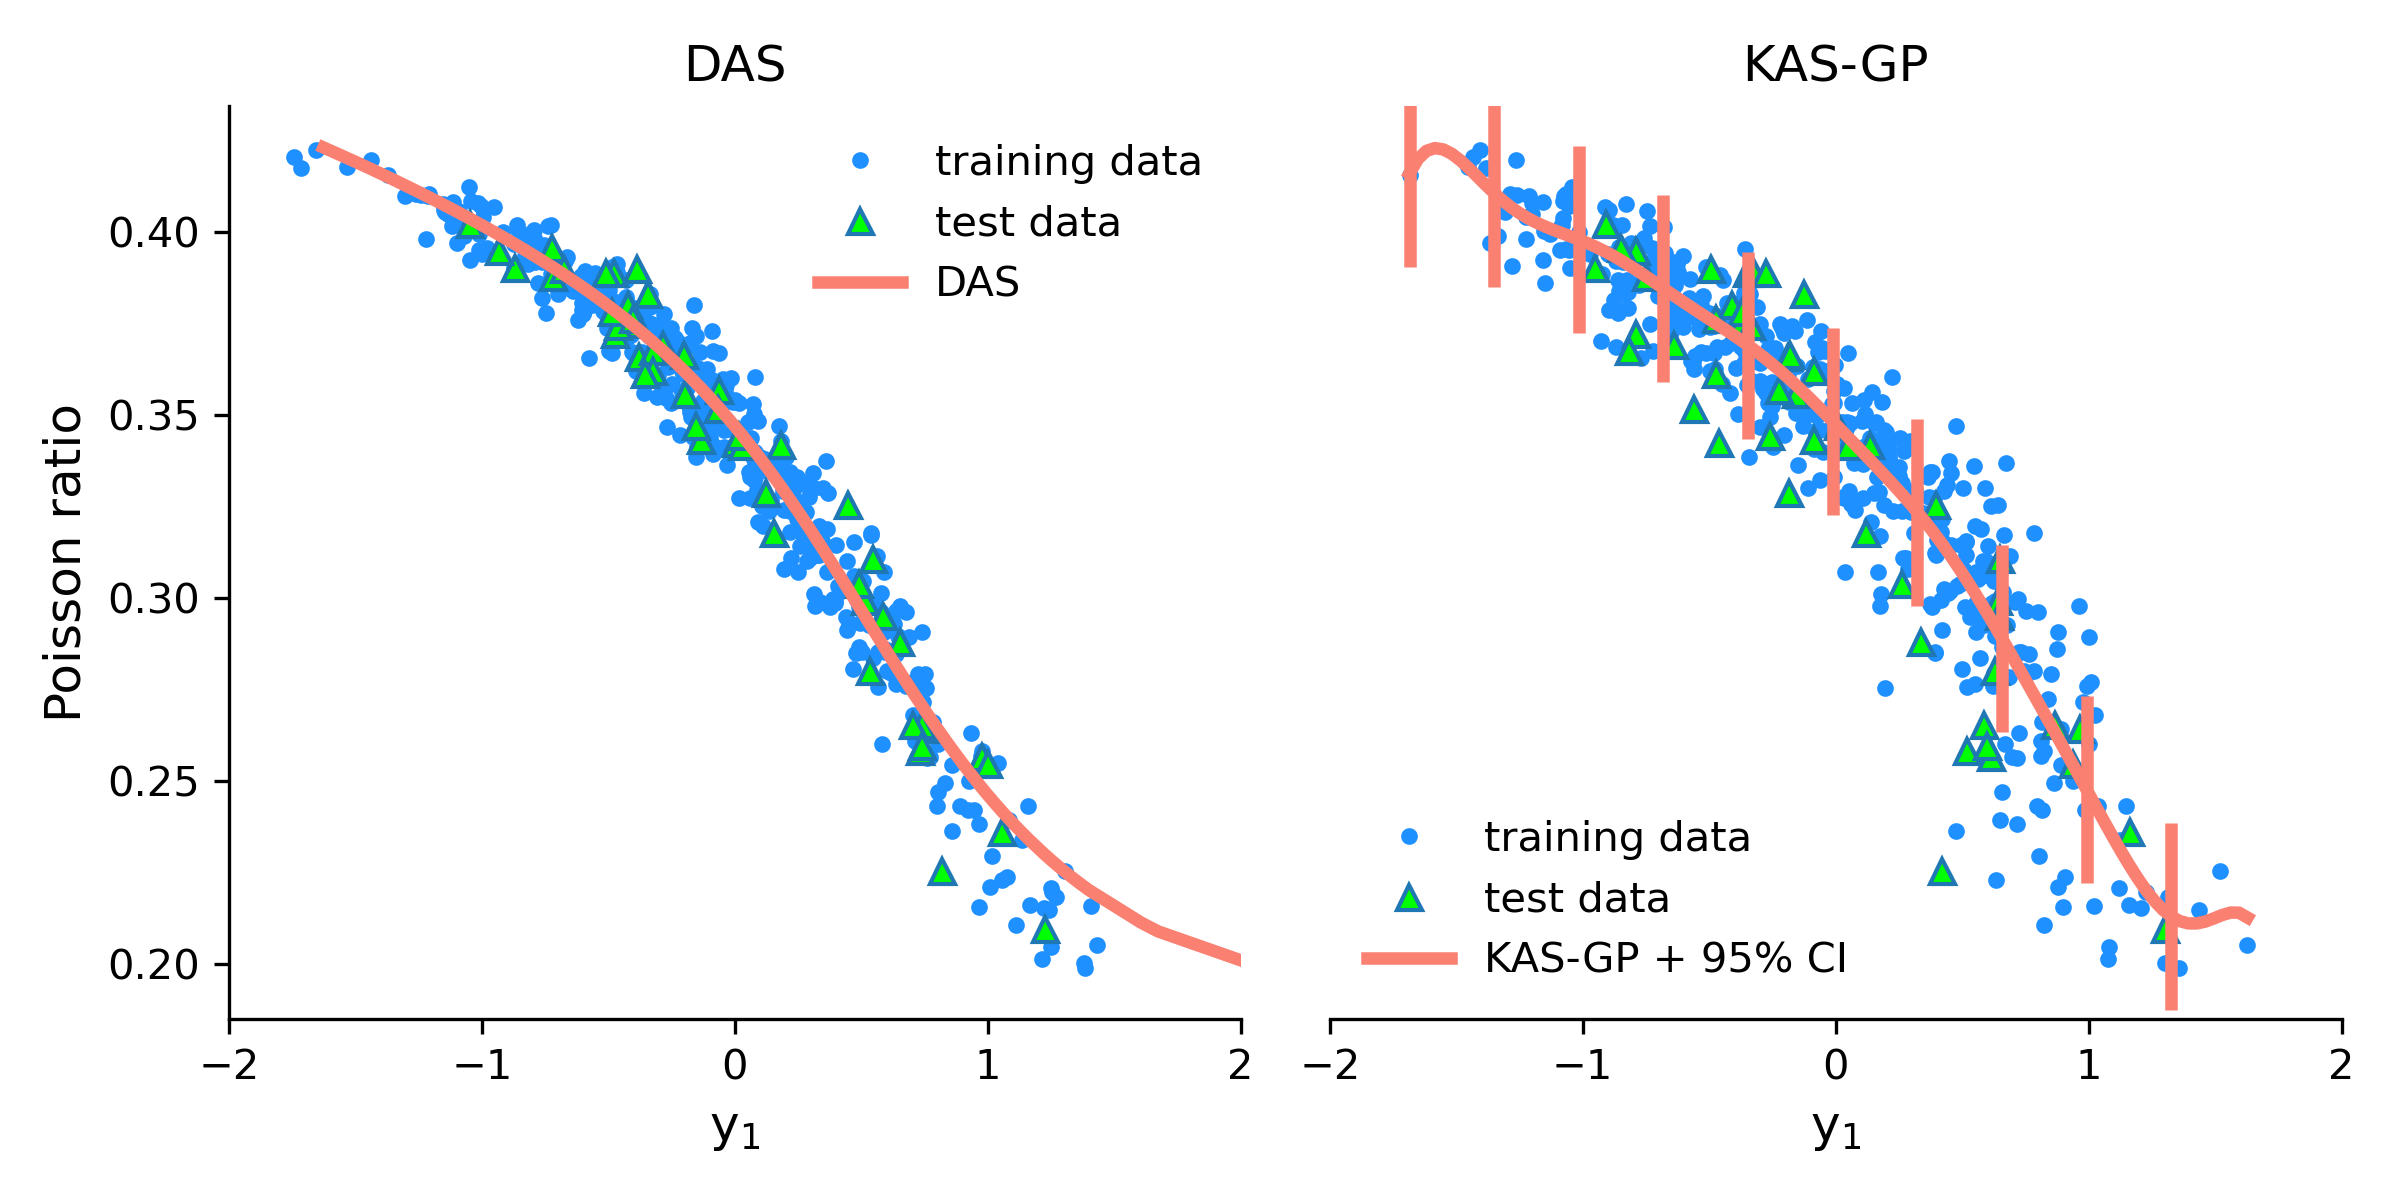 DAS
KAS-GP
training data
test data
DAS
0.40
0.35
0.30
0.25
0.20
Poisson ratio
training data
test data
KAS-GP + 95% CI
−2 −1 0 1 2
−2 −1 0 1 2
y₁
y₁